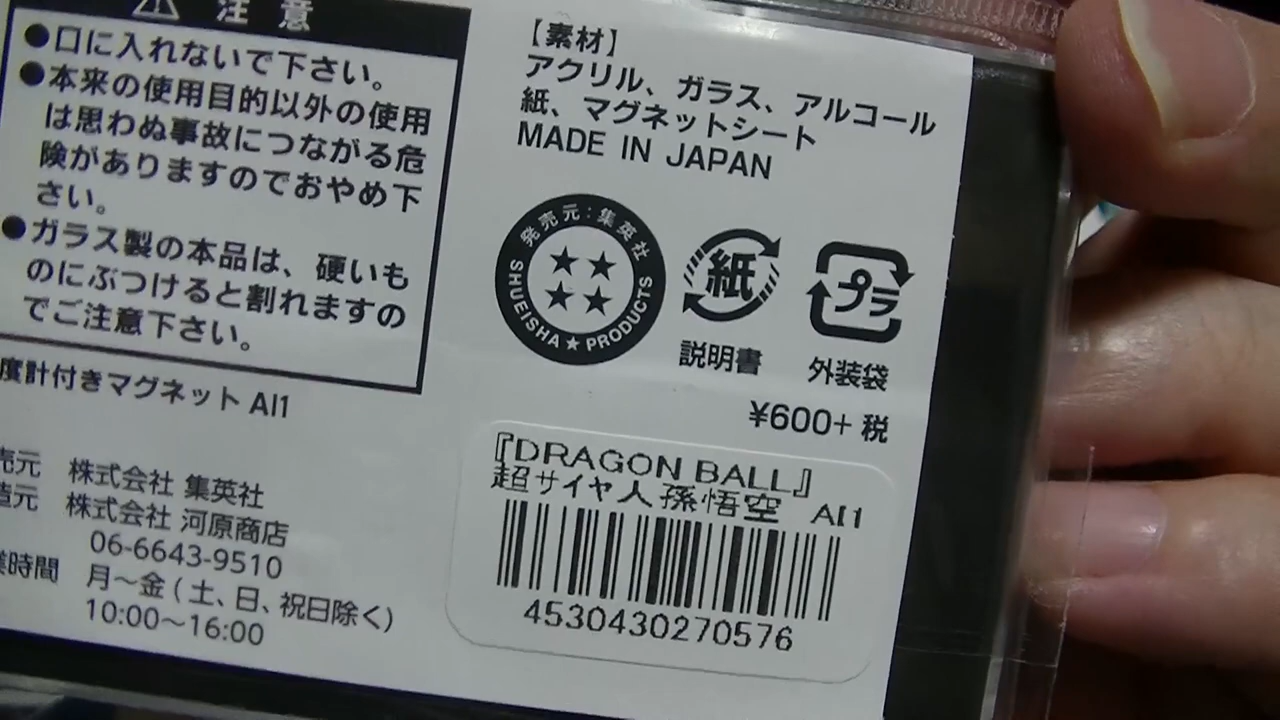 注意
●口に入れないで下さい。
●本来の使用目的以外の使用
は思わぬ事故につながる危
険がありますのでおやめ下
さい。
●ガラス製の本品は、硬いも
のにぶつけると割れますの
でご注意下さい。
度計付きマグネット AI1
売元 株式会社 集英社
造元 株式会社 河原商店
06-6643-9510
業時間 月～金(土、日、祝日除く)
10:00～16:00
【素材】
アクリル、ガラス、アルコール
紙、マグネットシート
MADE IN JAPAN
発売元:集英社
SHUEISHA★PRODUCTS
紙
説明書
プラ
外装袋
¥600+税
『DRAGON BALL』
超サイヤ人孫悟空 AI1
4530430270576